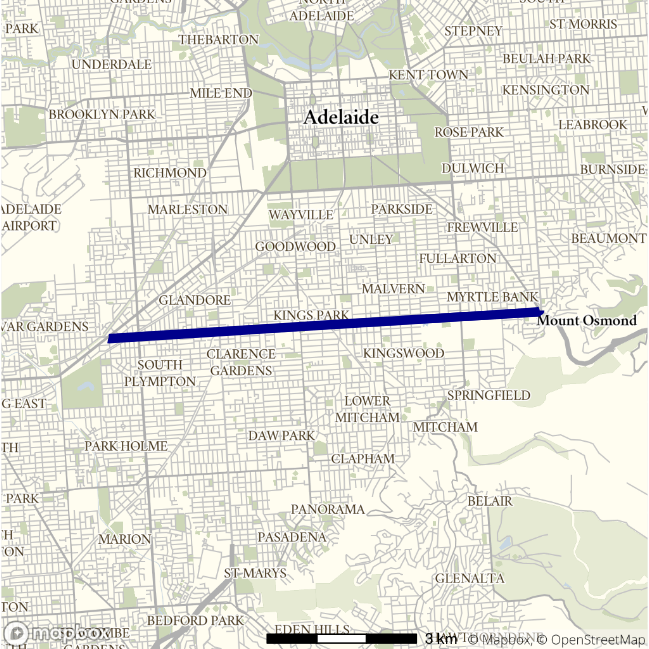 GARDENS
NORTH
ADELAIDE
SOUTH
PARK
ST MORRIS
STEPNEY
THEBARTON
UNDERDALE
BEULAH PARK
KENT TOWN
MILE END
KENSINGTON
BROOKLYN PARK
Adelaide
LEABROOK
ROSE PARK
RICHMOND
DULWICH
BURNSIDE
ADELAIDE
AIRPORT
MARLESTON
WAYVILLE
PARKSIDE
FREWVILLE
GOODWOOD
UNLEY
BEAUMONT
FULLARTON
MALVERN
GLANDORE
MYRTLE BANK
KINGS PARK
Mount Osmond
VAR GARDENS
CLARENCE
GARDENS
KINGSWOOD
SOUTH
PLYMPTON
SPRINGFIELD
G EAST
LOWER
MITCHAM
MITCHAM
DAW PARK
TH
PARK HOLME
CLAPHAM
PARK
BELAIR
PANORAMA
TH
TON
MARION
PASADENA
ST MARYS
GLENALTA
TON
BEDFORD PARK
EDEN HILLS
GARDENS
mapbox
3 km
© Mapbox, © OpenStreetMap